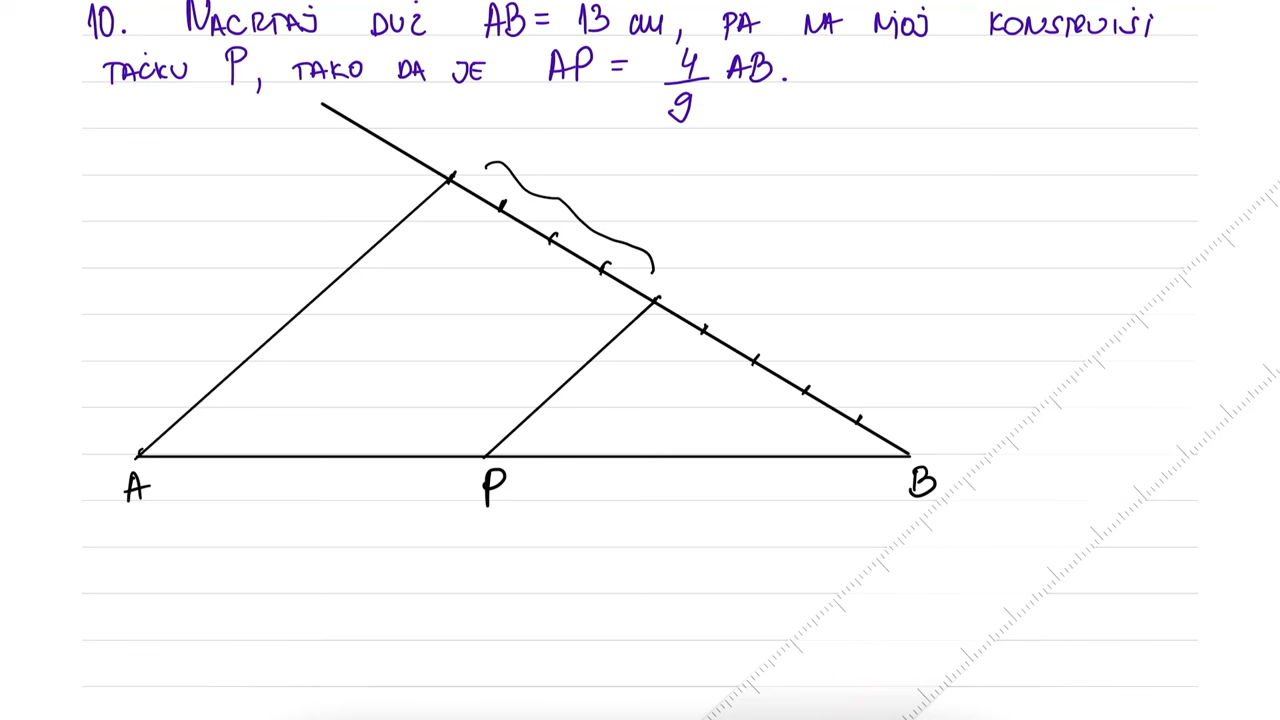 10. NACRTAJ DUŽ AB = 13 cm, PA NA NJOJ KONSTRUIŠI
TAČKU P, TAKO DA JE AP = 4/9 AB.
A P B